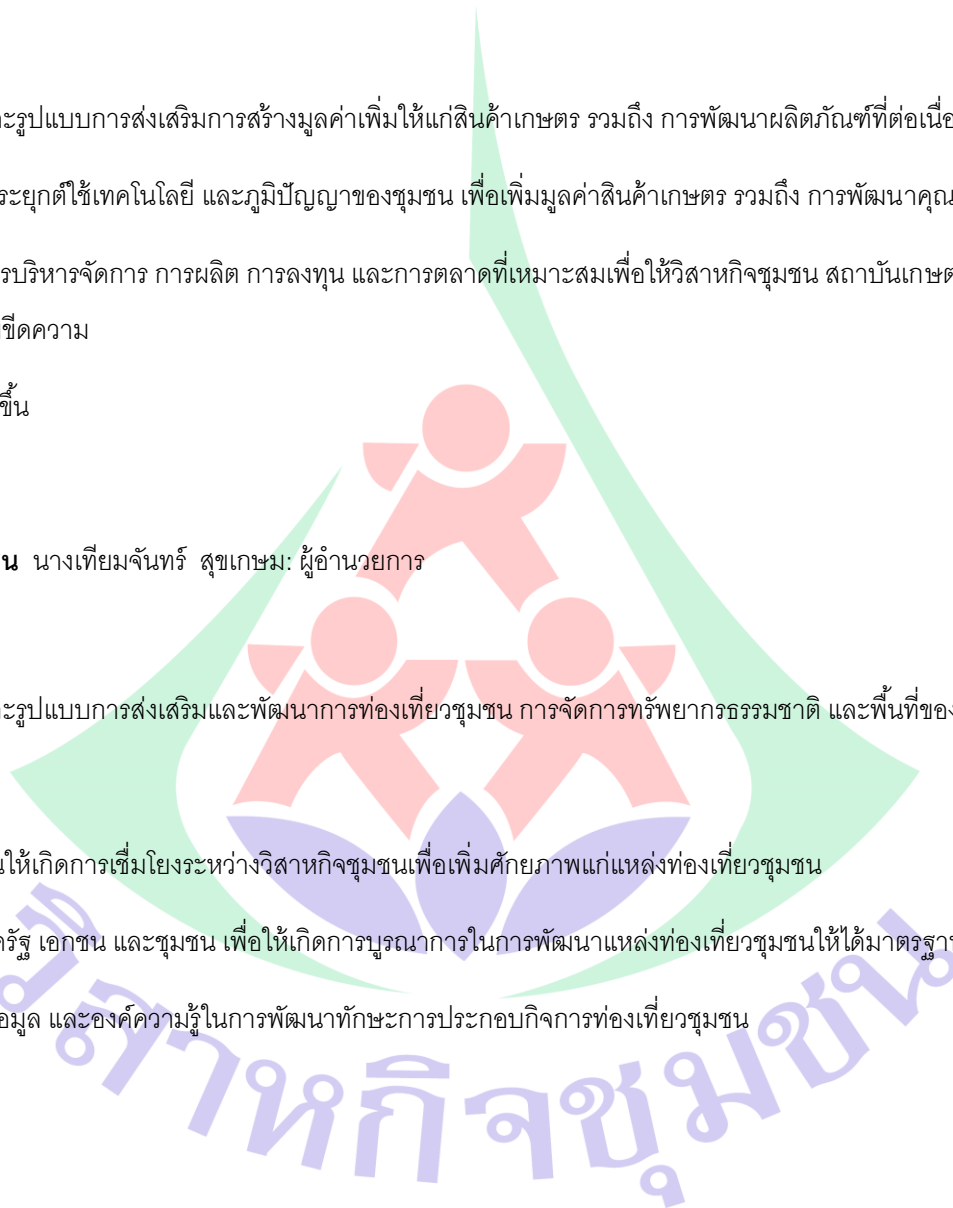 ะรูปแบบการส่งเสริมการสร้างมูลค่าเพิ่มให้แก่สินค้าเกษตร รวมถึง การพัฒนาผลิตภัณฑ์ที่ต่อเนื่อ
ระยุกต์ใช้เทคโนโลยี และภูมิปัญญาของชุมชน เพื่อเพิ่มมูลค่าสินค้าเกษตร รวมถึง การพัฒนาคุณ
รบริหารจัดการ การผลิต การลงทุน และการตลาดที่เหมาะสมเพื่อให้วิสาหกิจชุมชน สถาบันเกษต
ขีดความ
ขึ้น
น นางเทียมจันทร์ สุขเกษม: ผู้อำนวยการ
ะรูปแบบการส่งเสริมและพัฒนาการท่องเที่ยวชุมชน การจัดการทรัพยากรธรรมชาติ และพื้นที่ของ
นให้เกิดการเชื่อมโยงระหว่างวิสาหกิจชุมชนเพื่อเพิ่มศักยภาพแก่แหล่งท่องเที่ยวชุมชน
ครัฐ เอกชน และชุมชน เพื่อให้เกิดการบูรณาการในการพัฒนาแหล่งท่องเที่ยวชุมชนให้ได้มาตรฐาน
อมูล และองค์ความรู้ในการพัฒนาทักษะการประกอบกิจการท่องเที่ยวชุมชน
วิสาหกิจชุมชน